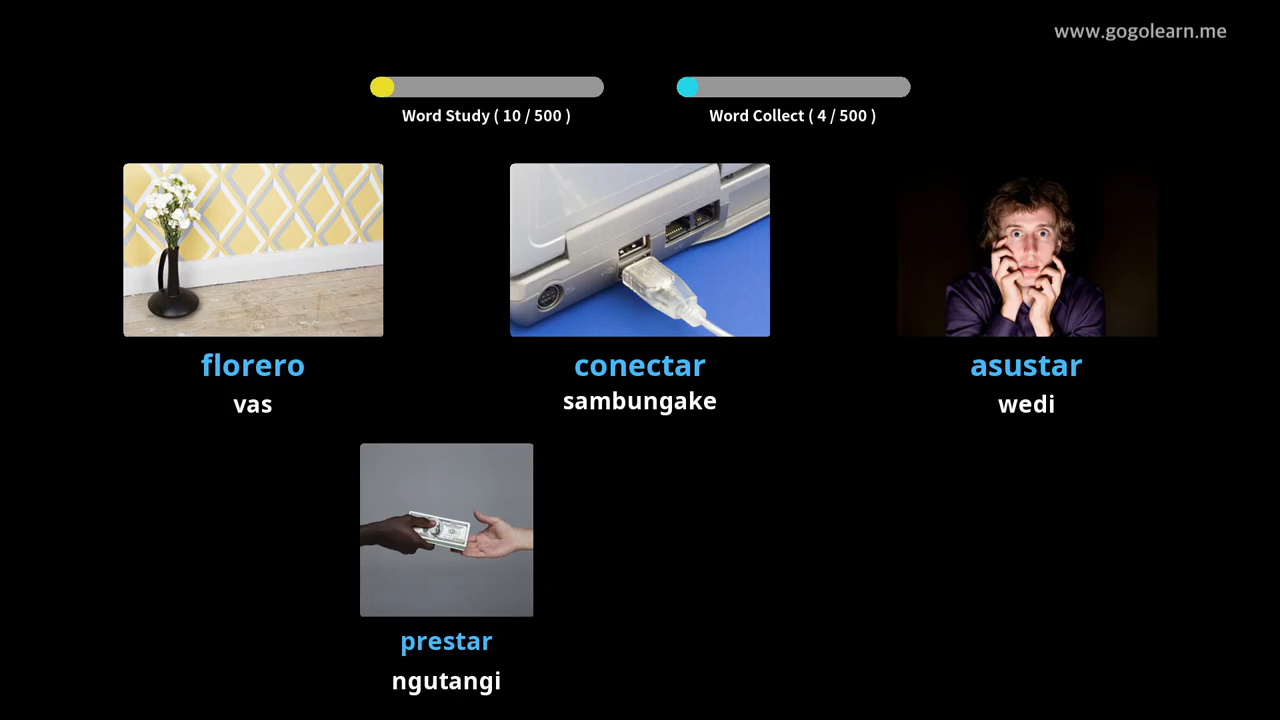 www.gogolearn.me
Word Study ( 10 / 500 )
Word Collect ( 4 / 500 )
florero
vas
conectar
sambungake
asustar
wedi
prestar
ngutangi